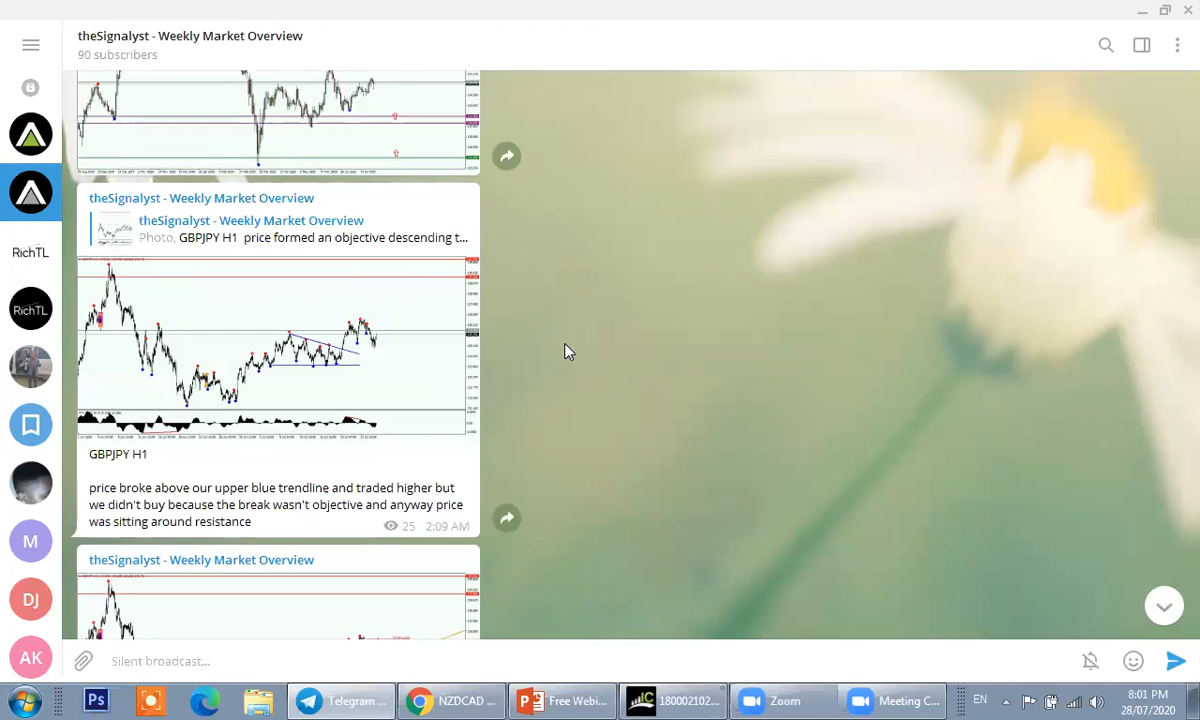 theSignalyst - Weekly Market Overview
90 subscribers
theSignalyst - Weekly Market Overview
theSignalyst - Weekly Market Overview
Photo, GBPJPY H1 price formed an objective descending t...
GBPJPY H1
price broke above our upper blue trendline and traded higher but
we didn't buy because the break wasn't objective and anyway price
was sitting around resistance
25 2:09 AM
theSignalyst - Weekly Market Overview
RichTL
RichTL
M
DJ
AK
Silent broadcast...
Ps
Telegram ...
NZDCAD ...
Free Webi...
IC
180002102...
Zoom
Meeting C...
EN
8:01 PM
28/07/2020